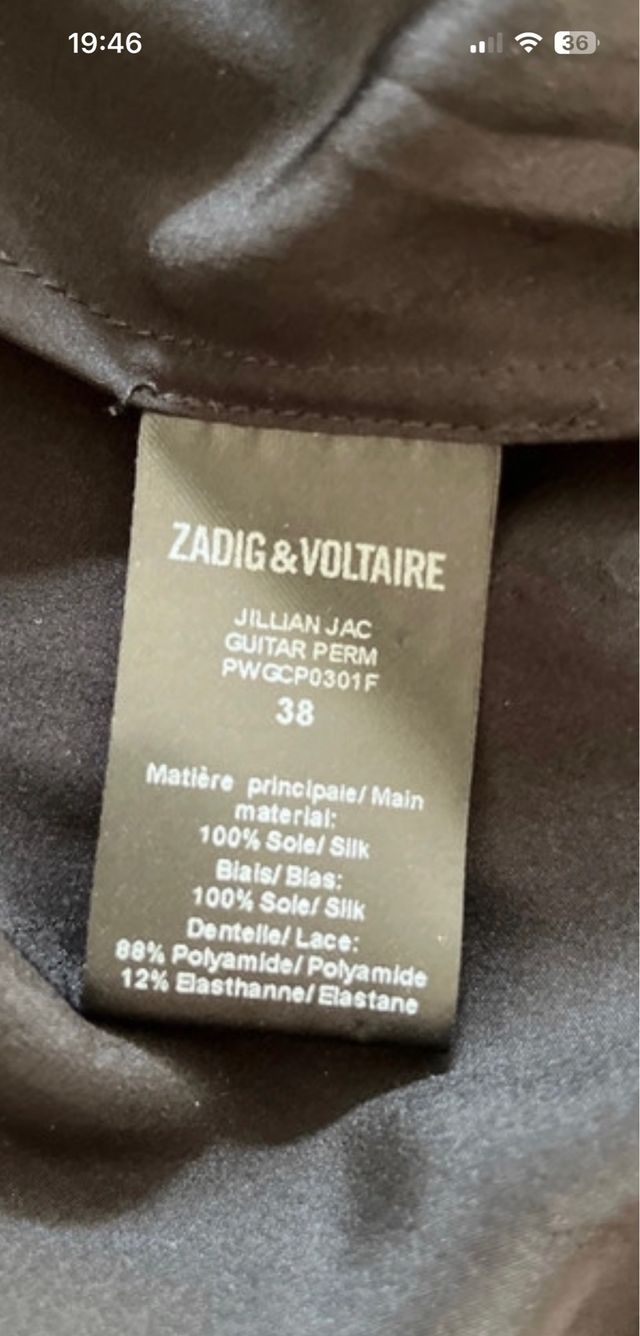 19:46
36
ZADIG&VOLTAIRE
JILLIAN JAC
GUITAR PERM
PWGCP0301F
38
Matière principale/ Main
material:
100% Soie/ Silk
Biais/ Bias:
100% Soie/ Silk
Dentelle/ Lace:
88% Polyamide/ Polyamide
12% Elasthanne/ Elastane